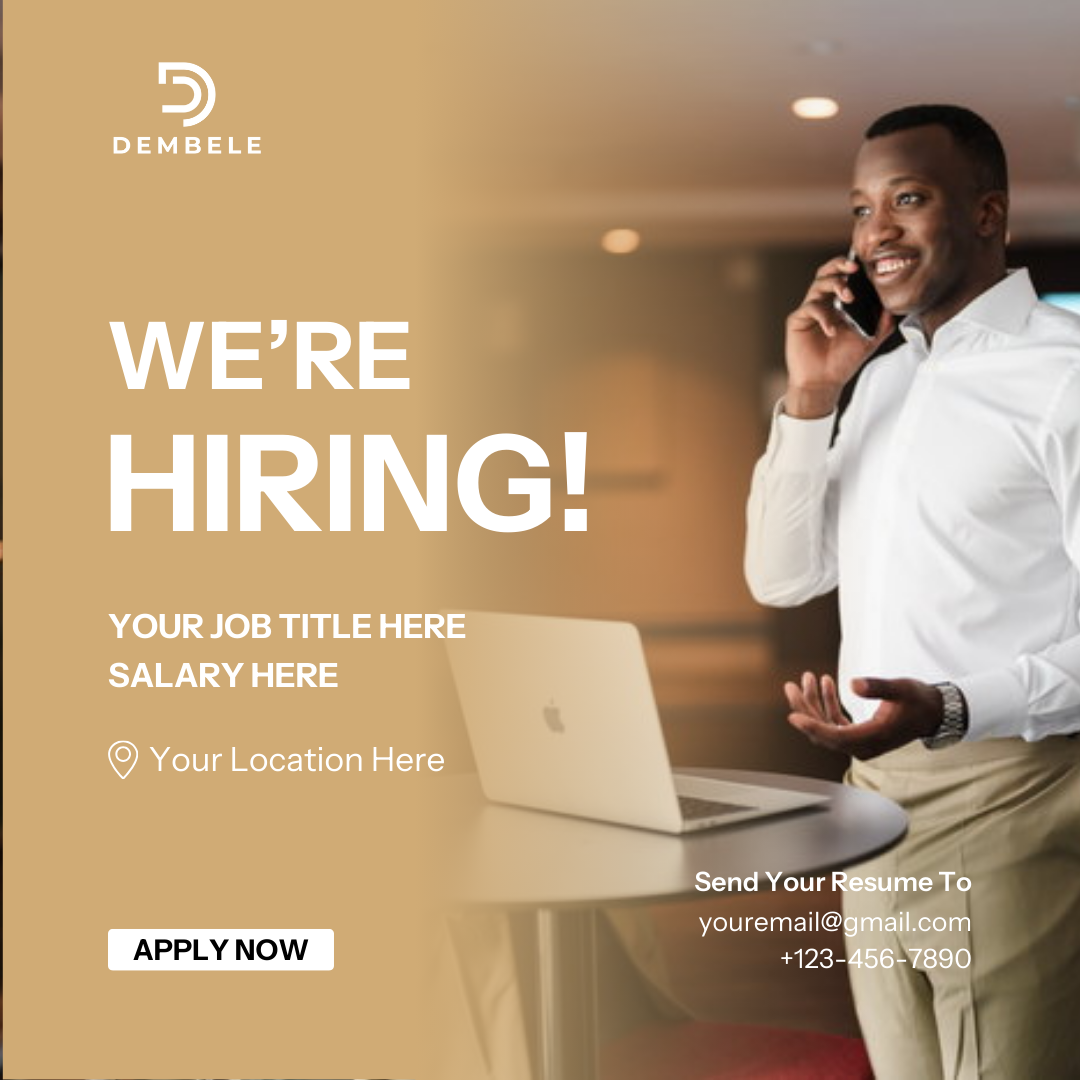 DEMBELE
WE’RE
HIRING!
YOUR JOB TITLE HERE
SALARY HERE
Your Location Here
APPLY NOW
Send Your Resume To
youremail@gmail.com
+123-456-7890